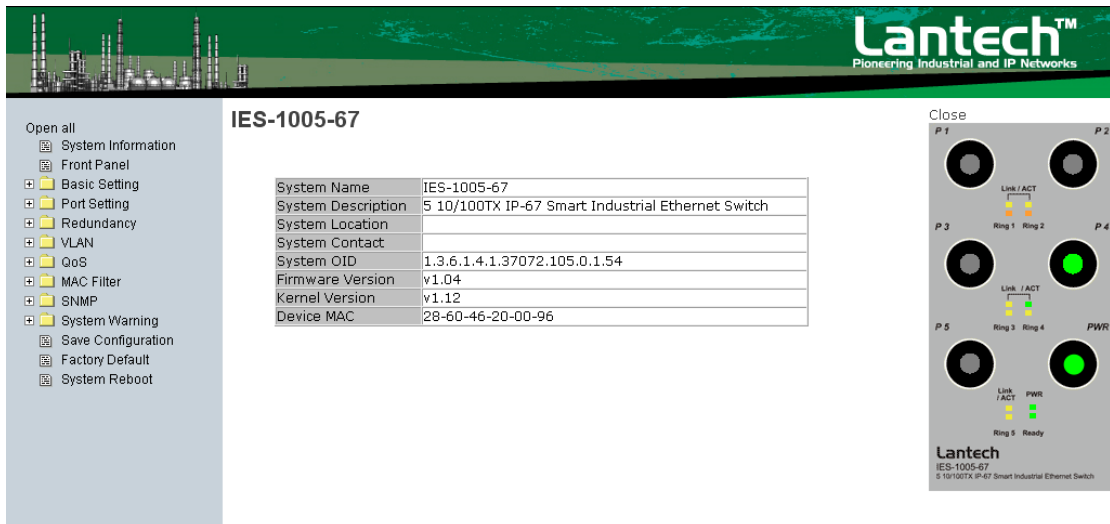 Lantech™
Pioneering Industrial and IP Networks
Open all
System Information
Front Panel
Basic Setting
Port Setting
Redundancy
VLAN
QoS
MAC Filter
SNMP
System Warning
Save Configuration
Factory Default
System Reboot
IES-1005-67
System Name IES-1005-67
System Description 5 10/100TX IP-67 Smart Industrial Ethernet Switch
System Location
System Contact
System OID 1.3.6.1.4.1.37072.105.0.1.54
Firmware Version v1.04
Kernel Version v1.12
Device MAC 28-60-46-20-00-96
Close
P 1 P 2
Link / ACT
Ring 1 Ring 2
P 3 P 4
Link / ACT
Ring 3 Ring 4
P 5 PWR
Link / ACT PWR
Ring 5 Ready
Lantech
IES-1005-67
5 10/100TX IP-67 Smart Industrial Ethernet Switch